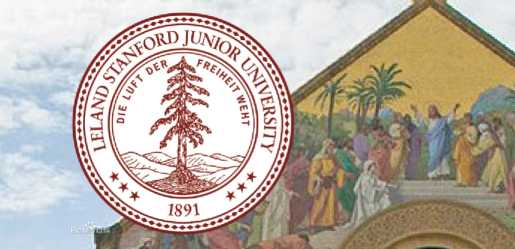 LELAND STANFORD JUNIOR UNIVERSITY
DIE LUFT DER FREIHEIT WEHT
1891